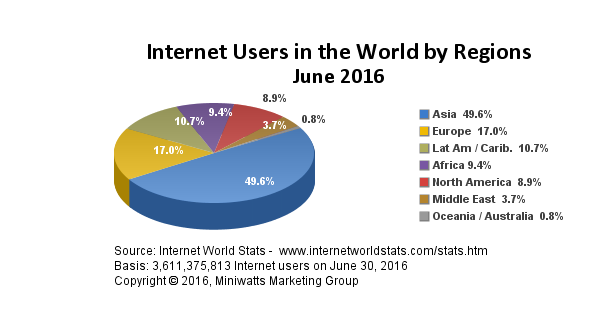 Internet Users in the World by Regions
June 2016
8.9%
9.4%
0.8%
10.7%
3.7%
17.0%
49.6%
Asia 49.6%
Europe 17.0%
Lat Am / Carib. 10.7%
Africa 9.4%
North America 8.9%
Middle East 3.7%
Oceania / Australia 0.8%
Source: Internet World Stats - www.internetworldstats.com/stats.htm
Basis: 3,611,375,813 Internet users on June 30, 2016
Copyright © 2016, Miniwatts Marketing Group